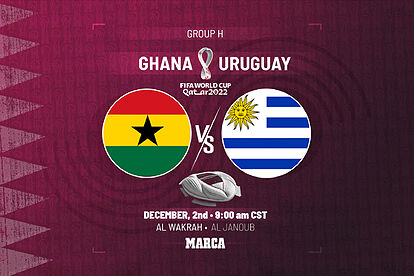 GROUP H
GHANA URUGUAY
FIFA WORLD CUP
Qatar2022
VS
DECEMBER, 2nd • 9:00 am CST
AL WAKRAH • AL JANOUB
MARCA